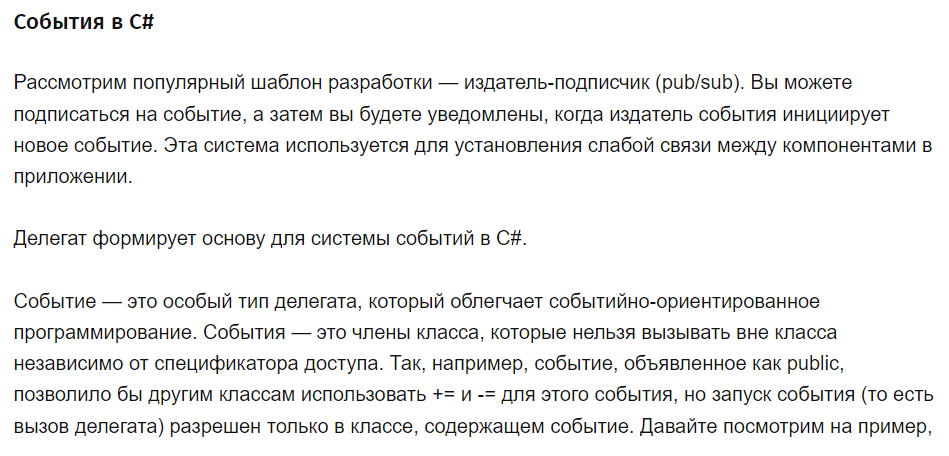 События в C#
Рассмотрим популярный шаблон разработки — издатель-подписчик (pub/sub). Вы можете
подписаться на событие, а затем вы будете уведомлены, когда издатель события инициирует
новое событие. Эта система используется для установления слабой связи между компонентами в
приложении.
Делегат формирует основу для системы событий в C#.
Событие — это особый тип делегата, который облегчает событийно-ориентированное
программирование. События — это члены класса, которые нельзя вызывать вне класса
независимо от спецификатора доступа. Так, например, событие, объявленное как public,
позволило бы другим классам использовать += и -= для этого события, но запуск события (то есть
вызов делегата) разрешен только в классе, содержащем событие. Давайте посмотрим на пример,